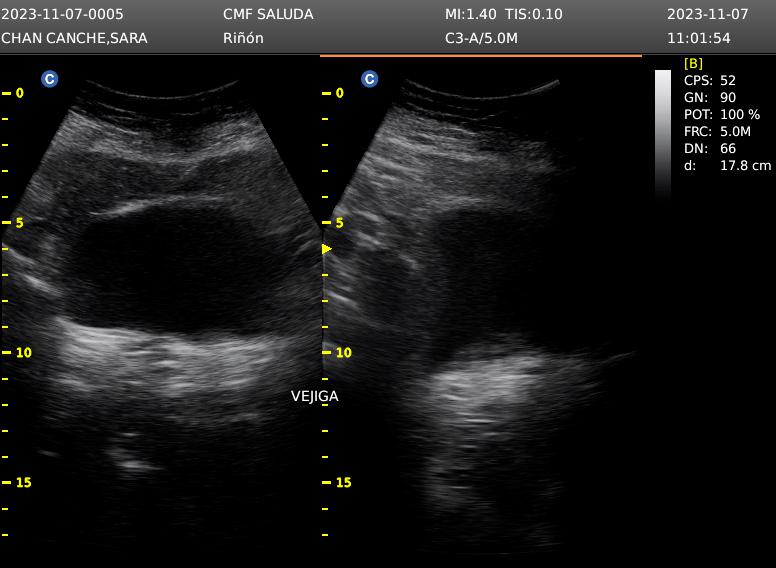 2023-11-07-0005 CMF SALUDA MI:1.40 TIS:0.10 2023-11-07
CHAN CANCHE,SARA Riñón C3-A/5.0M 11:01:54
[B]
CPS: 52
GN: 90
POT: 100 %
FRC: 5.0M
DN: 66
d: 17.8 cm
C C
0 0
5 5
10 10
VEJIGA
15 15